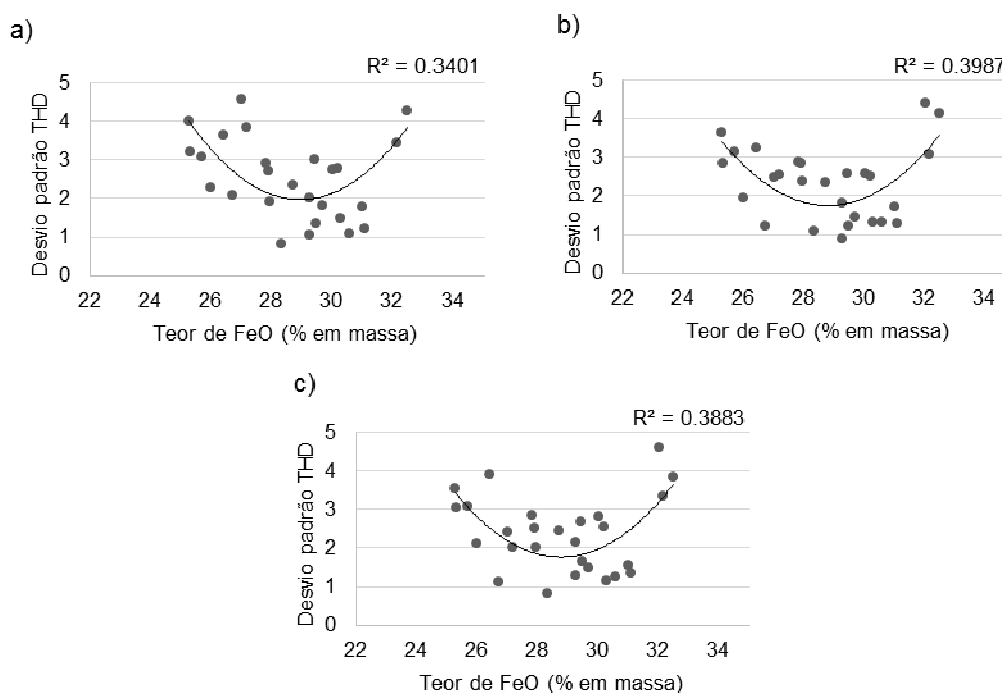 a)
R² = 0.3401
Desvio padrão THD
5
4
3
2
1
0
22 24 26 28 30 32 34
Teor de FeO (% em massa)
b)
R² = 0.3987
Desvio padrão THD
5
4
3
2
1
0
22 24 26 28 30 32 34
Teor de FeO (% em massa)
c)
R² = 0.3883
Desvio padrão THD
5
4
3
2
1
0
22 24 26 28 30 32 34
Teor de FeO (% em massa)